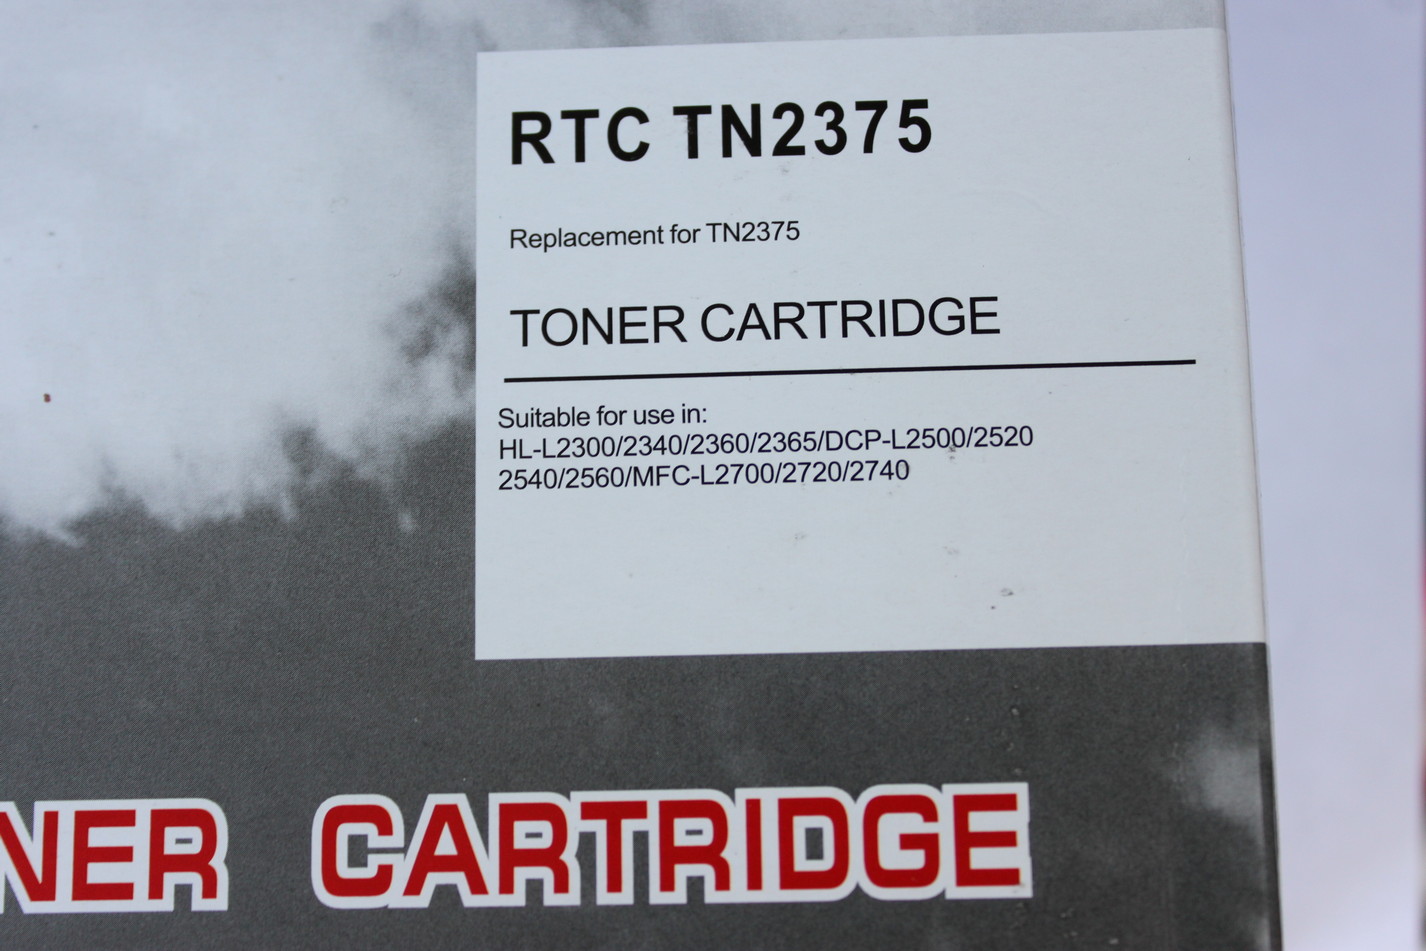 RTC TN2375
Replacement for TN2375
TONER CARTRIDGE
Suitable for use in:
HL-L2300/2340/2360/2365/DCP-L2500/2520
2540/2560/MFC-L2700/2720/2740
NER CARTRIDGE